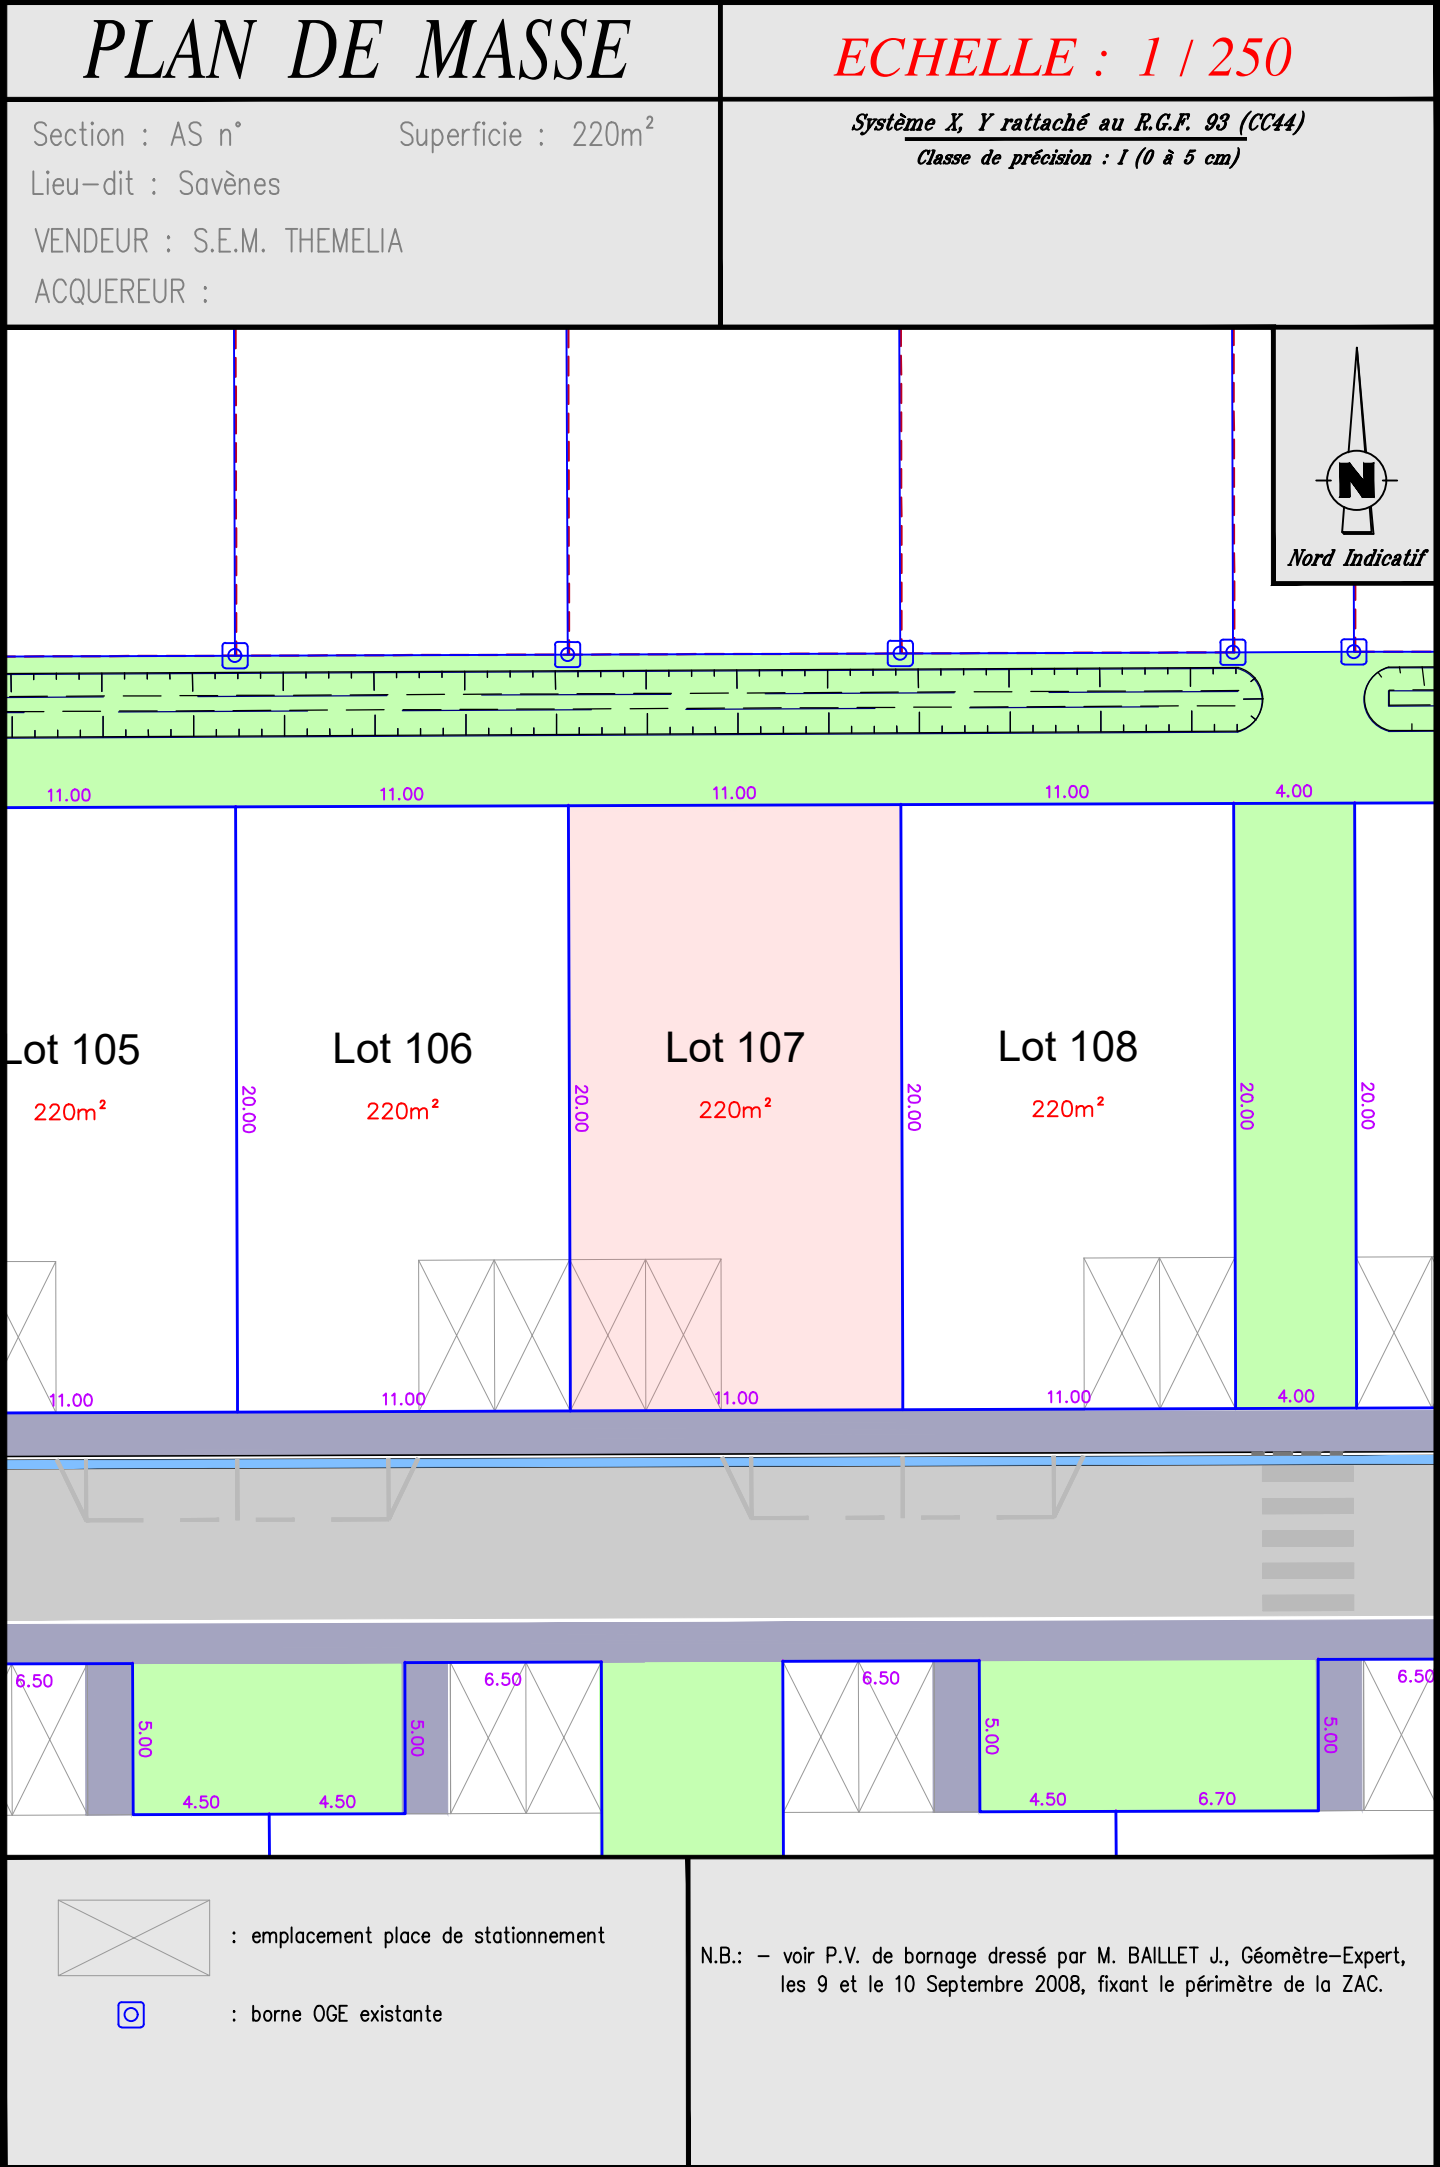 PLAN DE MASSE
ECHELLE : 1 / 250
Section : AS n° Superficie : 220m²
Lieu-dit : Savènes
VENDEUR : S.E.M. THEMELIA
ACQUEREUR :
Système X, Y rattaché au R.G.F. 93 (CC44)
Classe de précision : I (0 à 5 cm)
N
Nord Indicatif
11.00 11.00 11.00 11.00 4.00
Lot 105 Lot 106 Lot 107 Lot 108
220m² 220m² 220m² 220m²
20.00 20.00 20.00 20.00 20.00
11.00 11.00 11.00 11.00 4.00
6.50 6.50 6.50 6.50
5.00 5.00 5.00 5.00
4.50 4.50 4.50 6.70
: emplacement place de stationnement
: borne OGE existante
N.B.: - voir P.V. de bornage dressé par M. BAILLET J., Géomètre-Expert,
les 9 et le 10 Septembre 2008, fixant le périmètre de la ZAC.